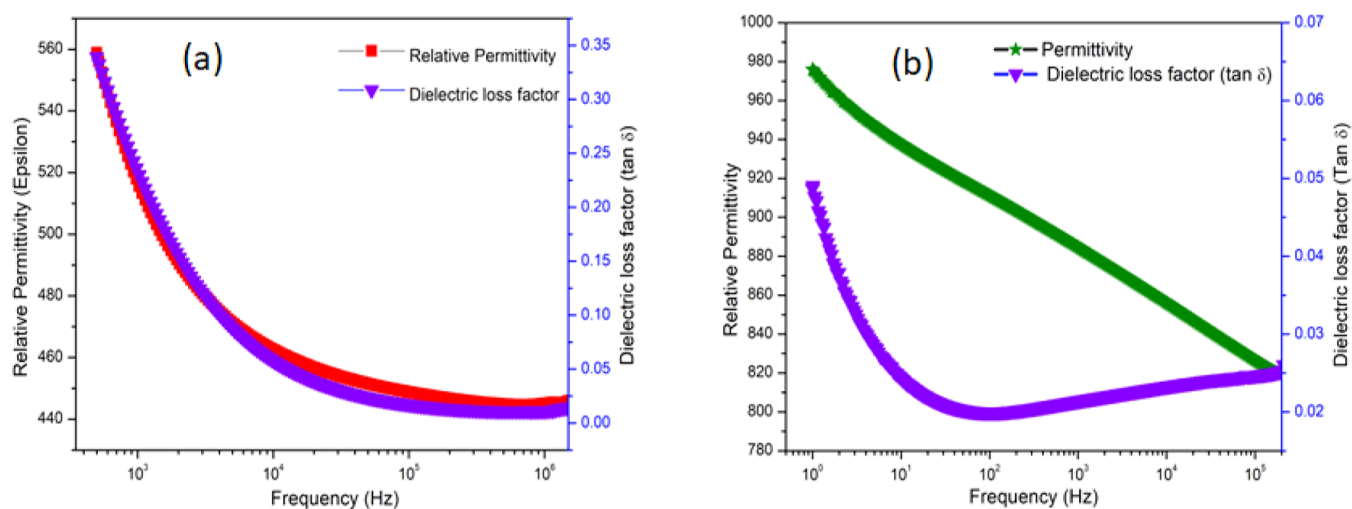 (a)
Relative Permittivity
Dielectric loss factor
Relative Permittivity (Epsilon)
560
540
520
500
480
460
440
0.35
0.30
0.25
0.20
0.15
0.10
0.05
0.00
Dielectric loss factor (tan δ)
10³ 10⁴ 10⁵ 10⁶
Frequency (Hz)
(b)
Permittivity
Dielectric loss factor (tan δ)
Relative Permittivity
1000
980
960
940
920
900
880
860
840
820
800
780
0.07
0.06
0.05
0.04
0.03
0.02
Dielectric loss factor (Tan δ)
10⁰ 10¹ 10² 10³ 10⁴ 10⁵
Frequency (Hz)